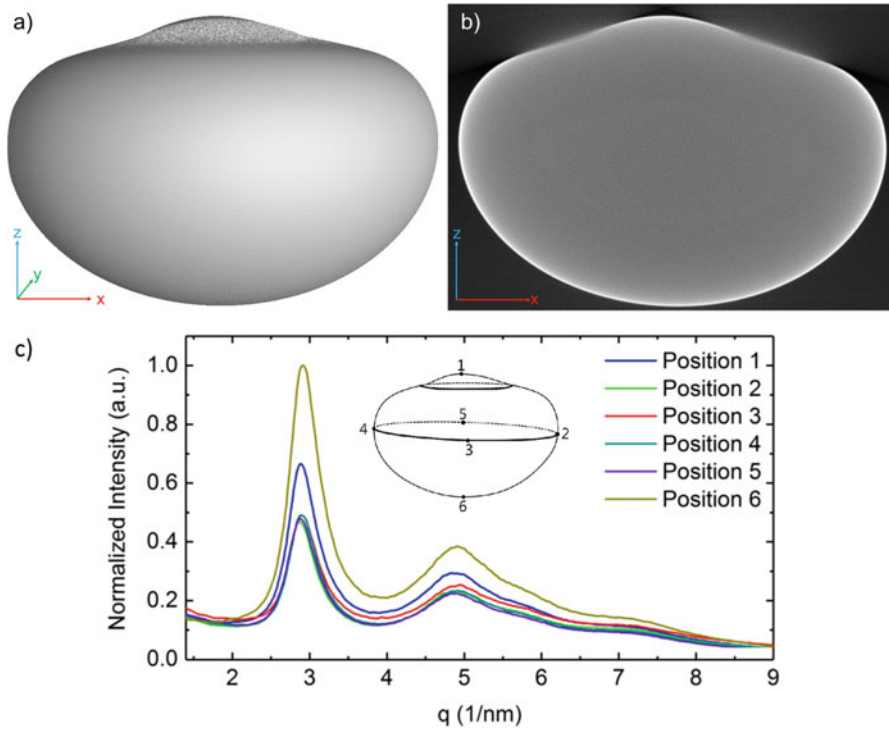 a)
z
y
x
b)
z
x
c)
Normalized Intensity (a.u.)
1.0
0.8
0.6
0.4
0.2
0.0
2
3
4
5
6
7
8
9
q (1/nm)
1
5
4
2
3
6
Position 1
Position 2
Position 3
Position 4
Position 5
Position 6